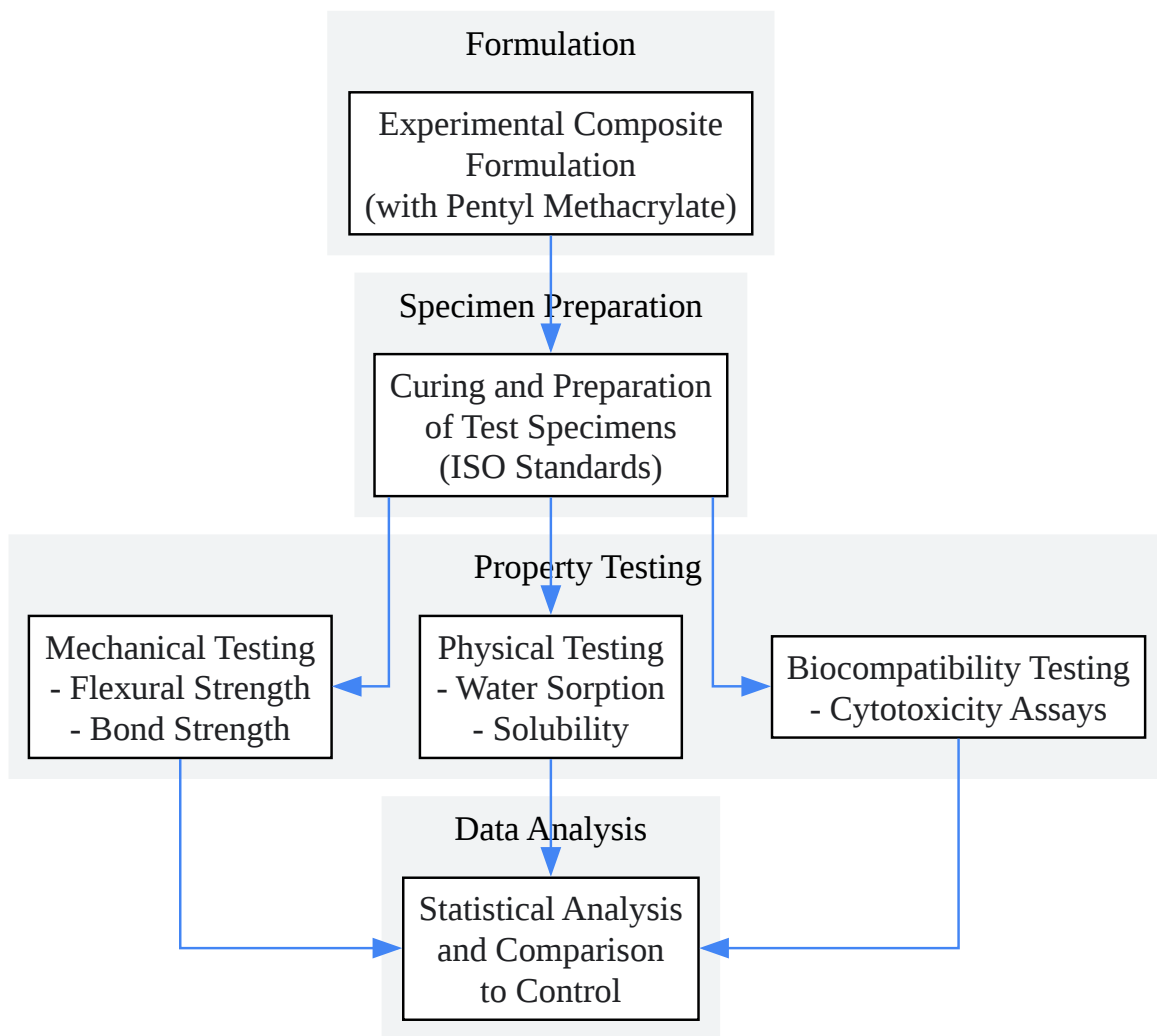 Formulation
Experimental Composite
Formulation
(with Pentyl Methacrylate)
Specimen Preparation
Curing and Preparation
of Test Specimens
(ISO Standards)
Property Testing
Mechanical Testing
- Flexural Strength
- Bond Strength
Physical Testing
- Water Sorption
- Solubility
Biocompatibility Testing
- Cytotoxicity Assays
Data Analysis
Statistical Analysis
and Comparison
to Control